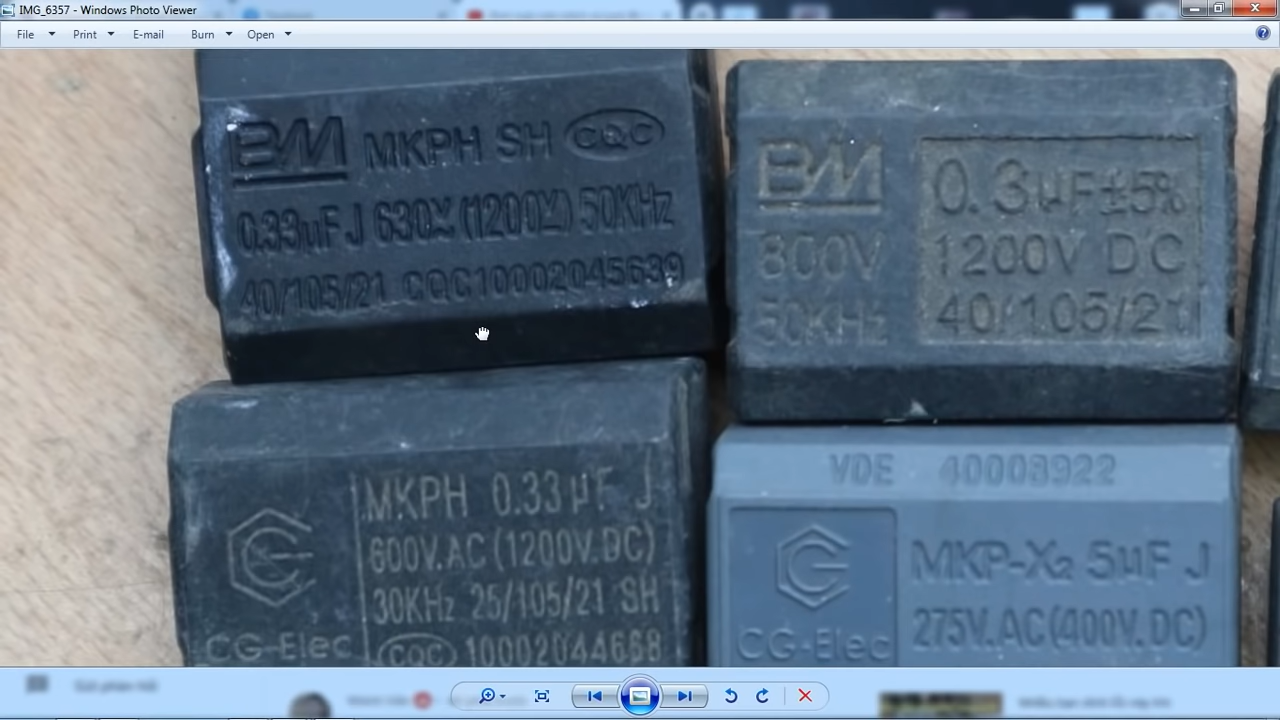 IMG_6357 - Windows Photo Viewer
File Print E-mail Burn Open
BM MKPH SH CQC
0.33uF J 630V (1200V) 50KHz
40/105/21 CQC10002045639
BM
800V
50KHz
0.3μF±5%
1200V DC
40/105/21
CG-Elec
MKPH 0.33μF J
600V.AC(1200V.DC)
30KHz 25/105/21 SH
CQC 10002044668
VDE 40008922
CG-Elec
MKP-X2 5μF J
275V.AC(400V.DC)